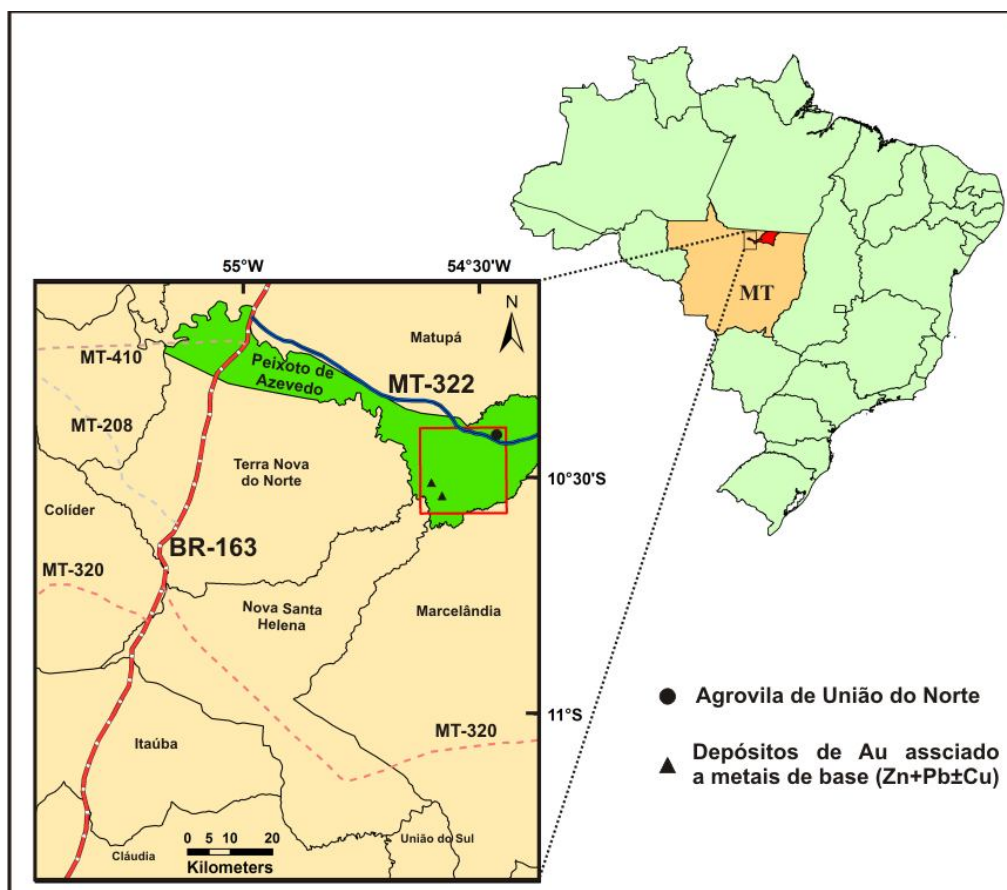 MT
55°W
54°30'W
N
Matupá
MT-410
Peixoto de
Azevedo
MT-322
MT-208
Terra Nova
do Norte
10°30'S
Colíder
BR-163
MT-320
Nova Santa
Helena
Marcelândia
11°S
MT-320
Itaúba
0 5 10 20
Kilometers
União do Sul
Cláudia
Agrovila de União do Norte
Depósitos de Au assciado
a metais de base (Zn+Pb±Cu)